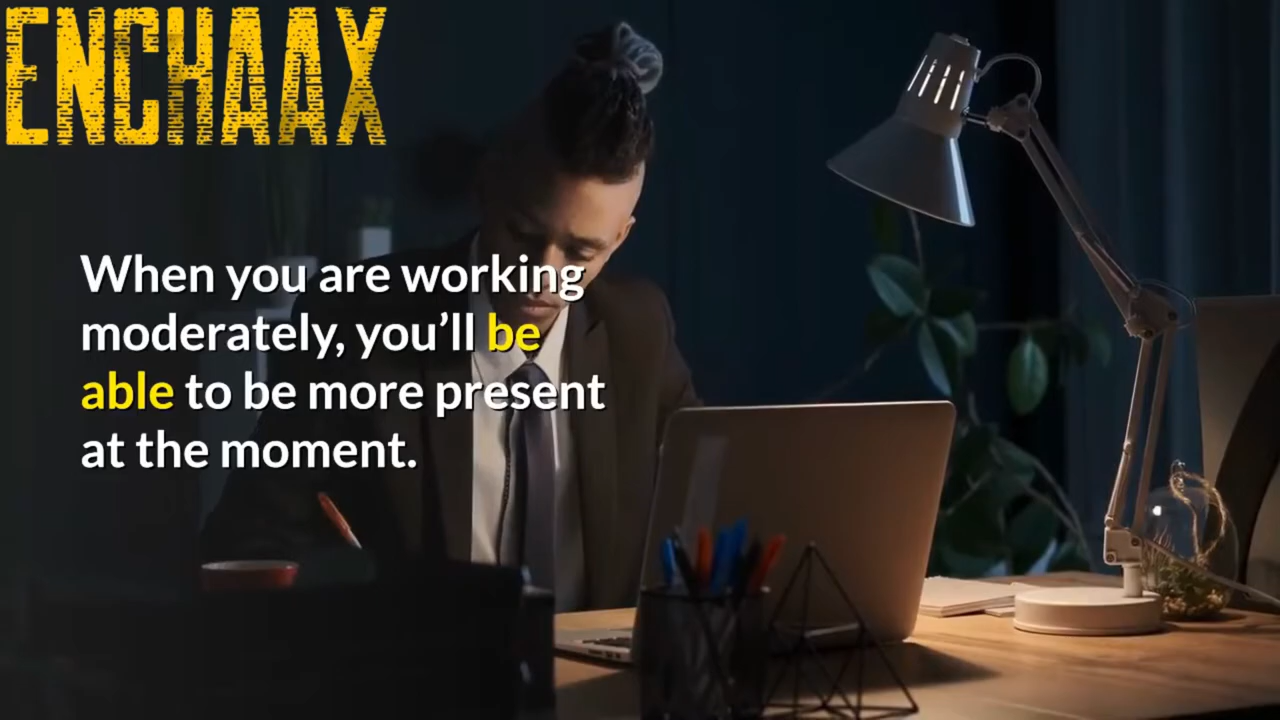 ENCHAAX
When you are working
moderately, you’ll be
able to be more present
at the moment.